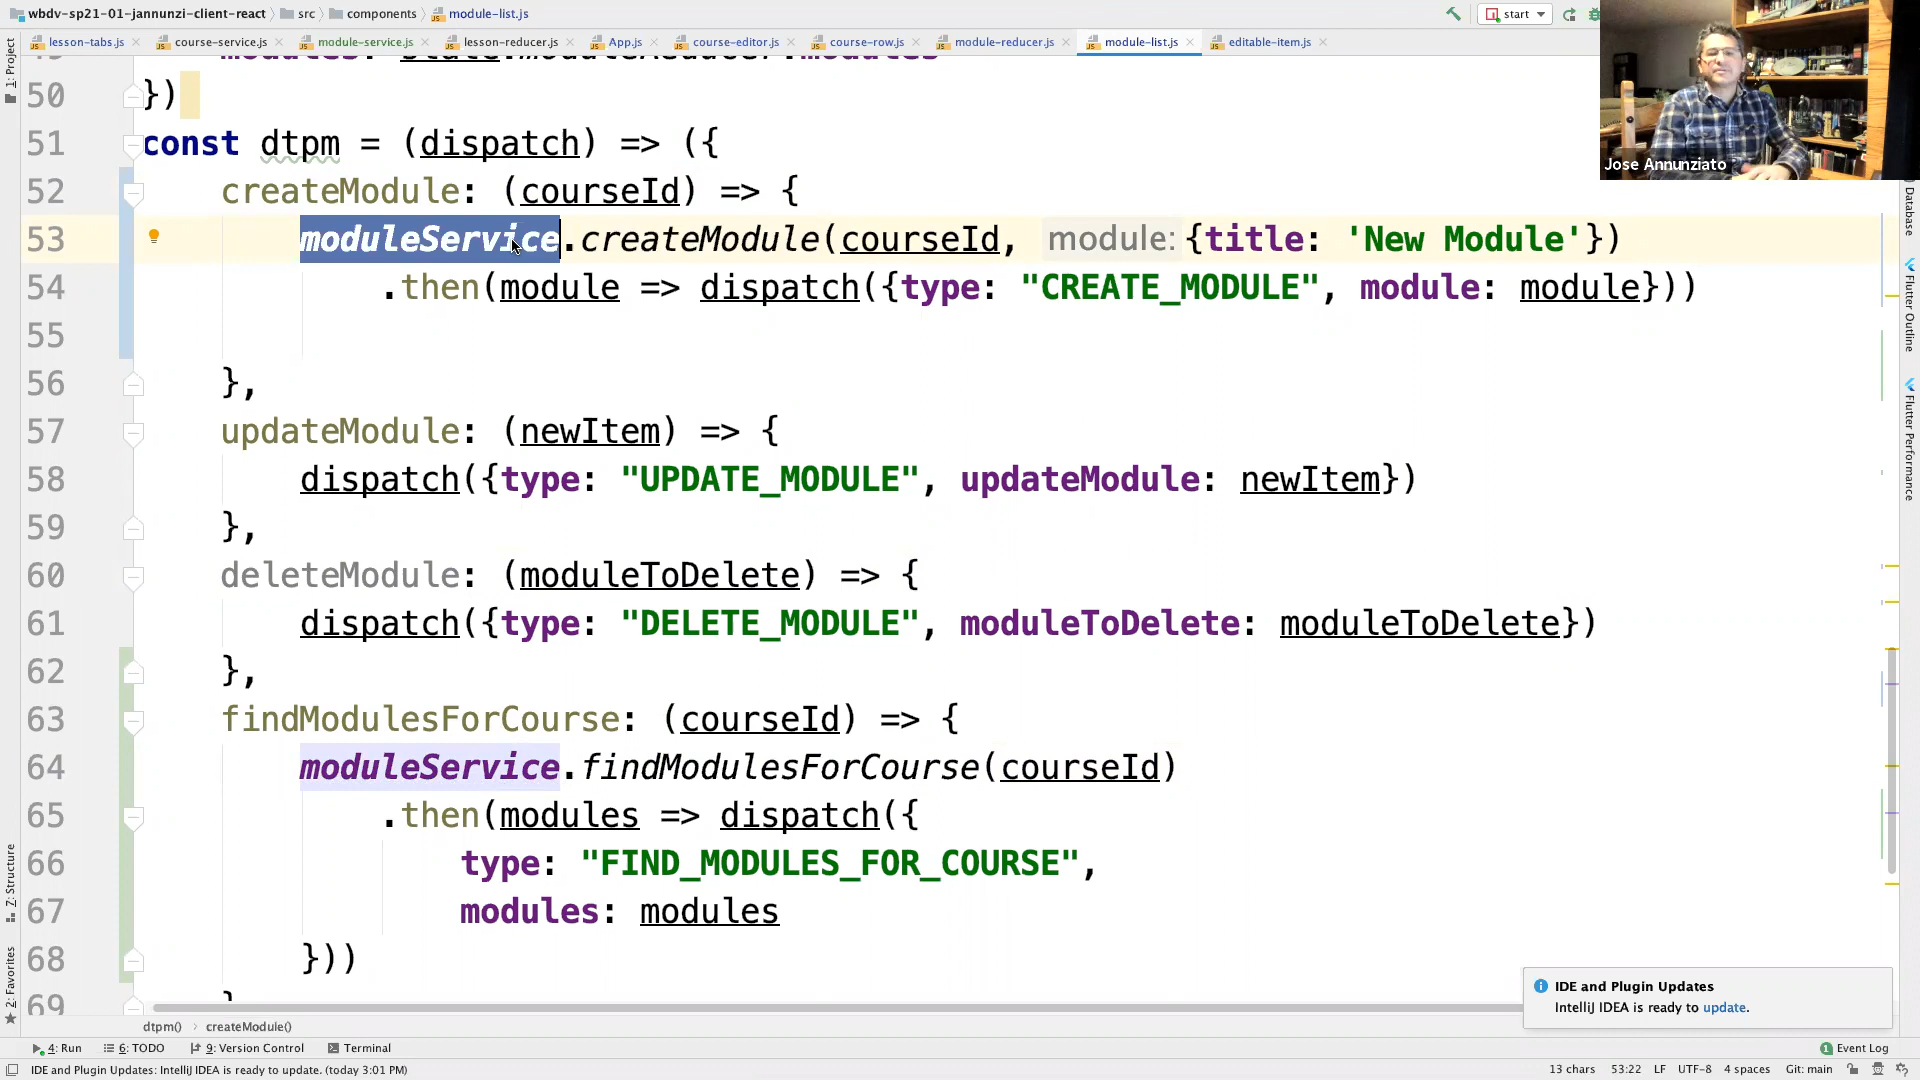 wbdv-sp21-01-jannunzi-client-react
src
components
module-list.js
start
lesson-tabs.js
course-service.js
module-service.js
lesson-reducer.js
App.js
course-editor.js
course-row.js
module-reducer.js
module-list.js
editable-item.js
1: Project
Jose Annunziato
50 })
51 const dtpm = (dispatch) => ({
52 createModule: (courseId) => {
53 moduleService.createModule(courseId, module: {title: 'New Module'})
54 .then(module => dispatch({type: "CREATE_MODULE", module: module}))
55
56 },
57 updateModule: (newItem) => {
58 dispatch({type: "UPDATE_MODULE", updateModule: newItem})
59 },
60 deleteModule: (moduleToDelete) => {
61 dispatch({type: "DELETE_MODULE", moduleToDelete: moduleToDelete})
62 },
63 findModulesForCourse: (courseId) => {
64 moduleService.findModulesForCourse(courseId)
65 .then(modules => dispatch({
66 type: "FIND_MODULES_FOR_COURSE",
67 modules: modules
68 }))
69
Database
Flutter Outline
Flutter Performance
7: Structure
2: Favorites
IDE and Plugin Updates
IntelliJ IDEA is ready to update.
dtpm()
createModule()
4: Run
6: TODO
9: Version Control
Terminal
1 Event Log
IDE and Plugin Updates: IntelliJ IDEA is ready to update. (today 3:01 PM)
13 chars
53:22
LF
UTF-8
4 spaces
Git: main